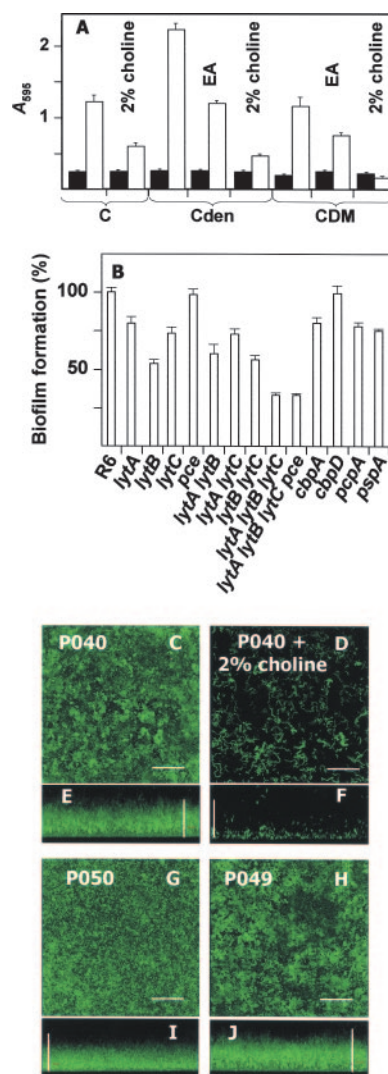 A
A595
2
1
0
2% choline
EA
2% choline
EA
2% choline
C
Cden
CDM
B
Biofilm formation (%)
100
50
R6
lytA
lytB
lytC
pce
lytA lytB
lytA lytC
lytB lytC
lytA lytB lytC
lytA lytB lytC pce
cbpA
cbpD
pcpA
pspA
P040 C
P040 + D
2% choline
E
F
P050 G
P049 H
I
J